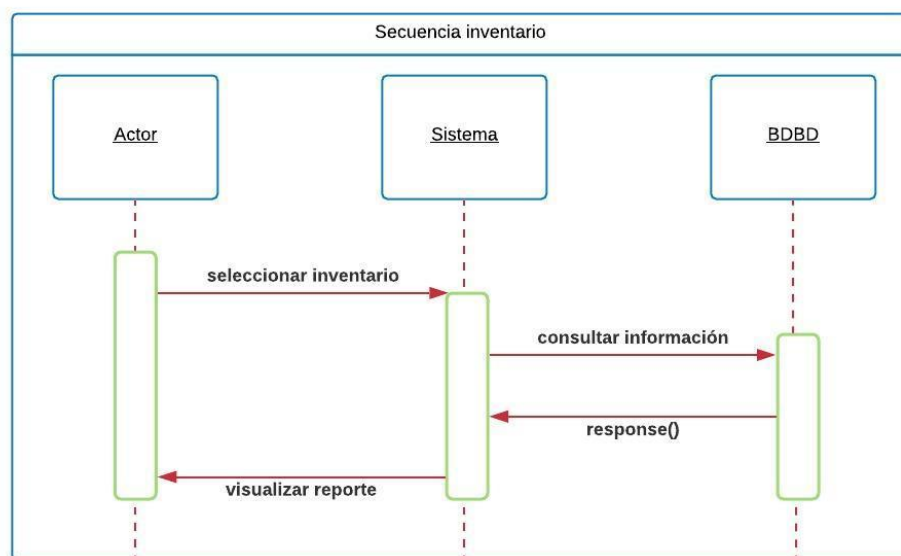 Secuencia inventario
Actor
Sistema
BDBD
seleccionar inventario
consultar información
response()
visualizar reporte